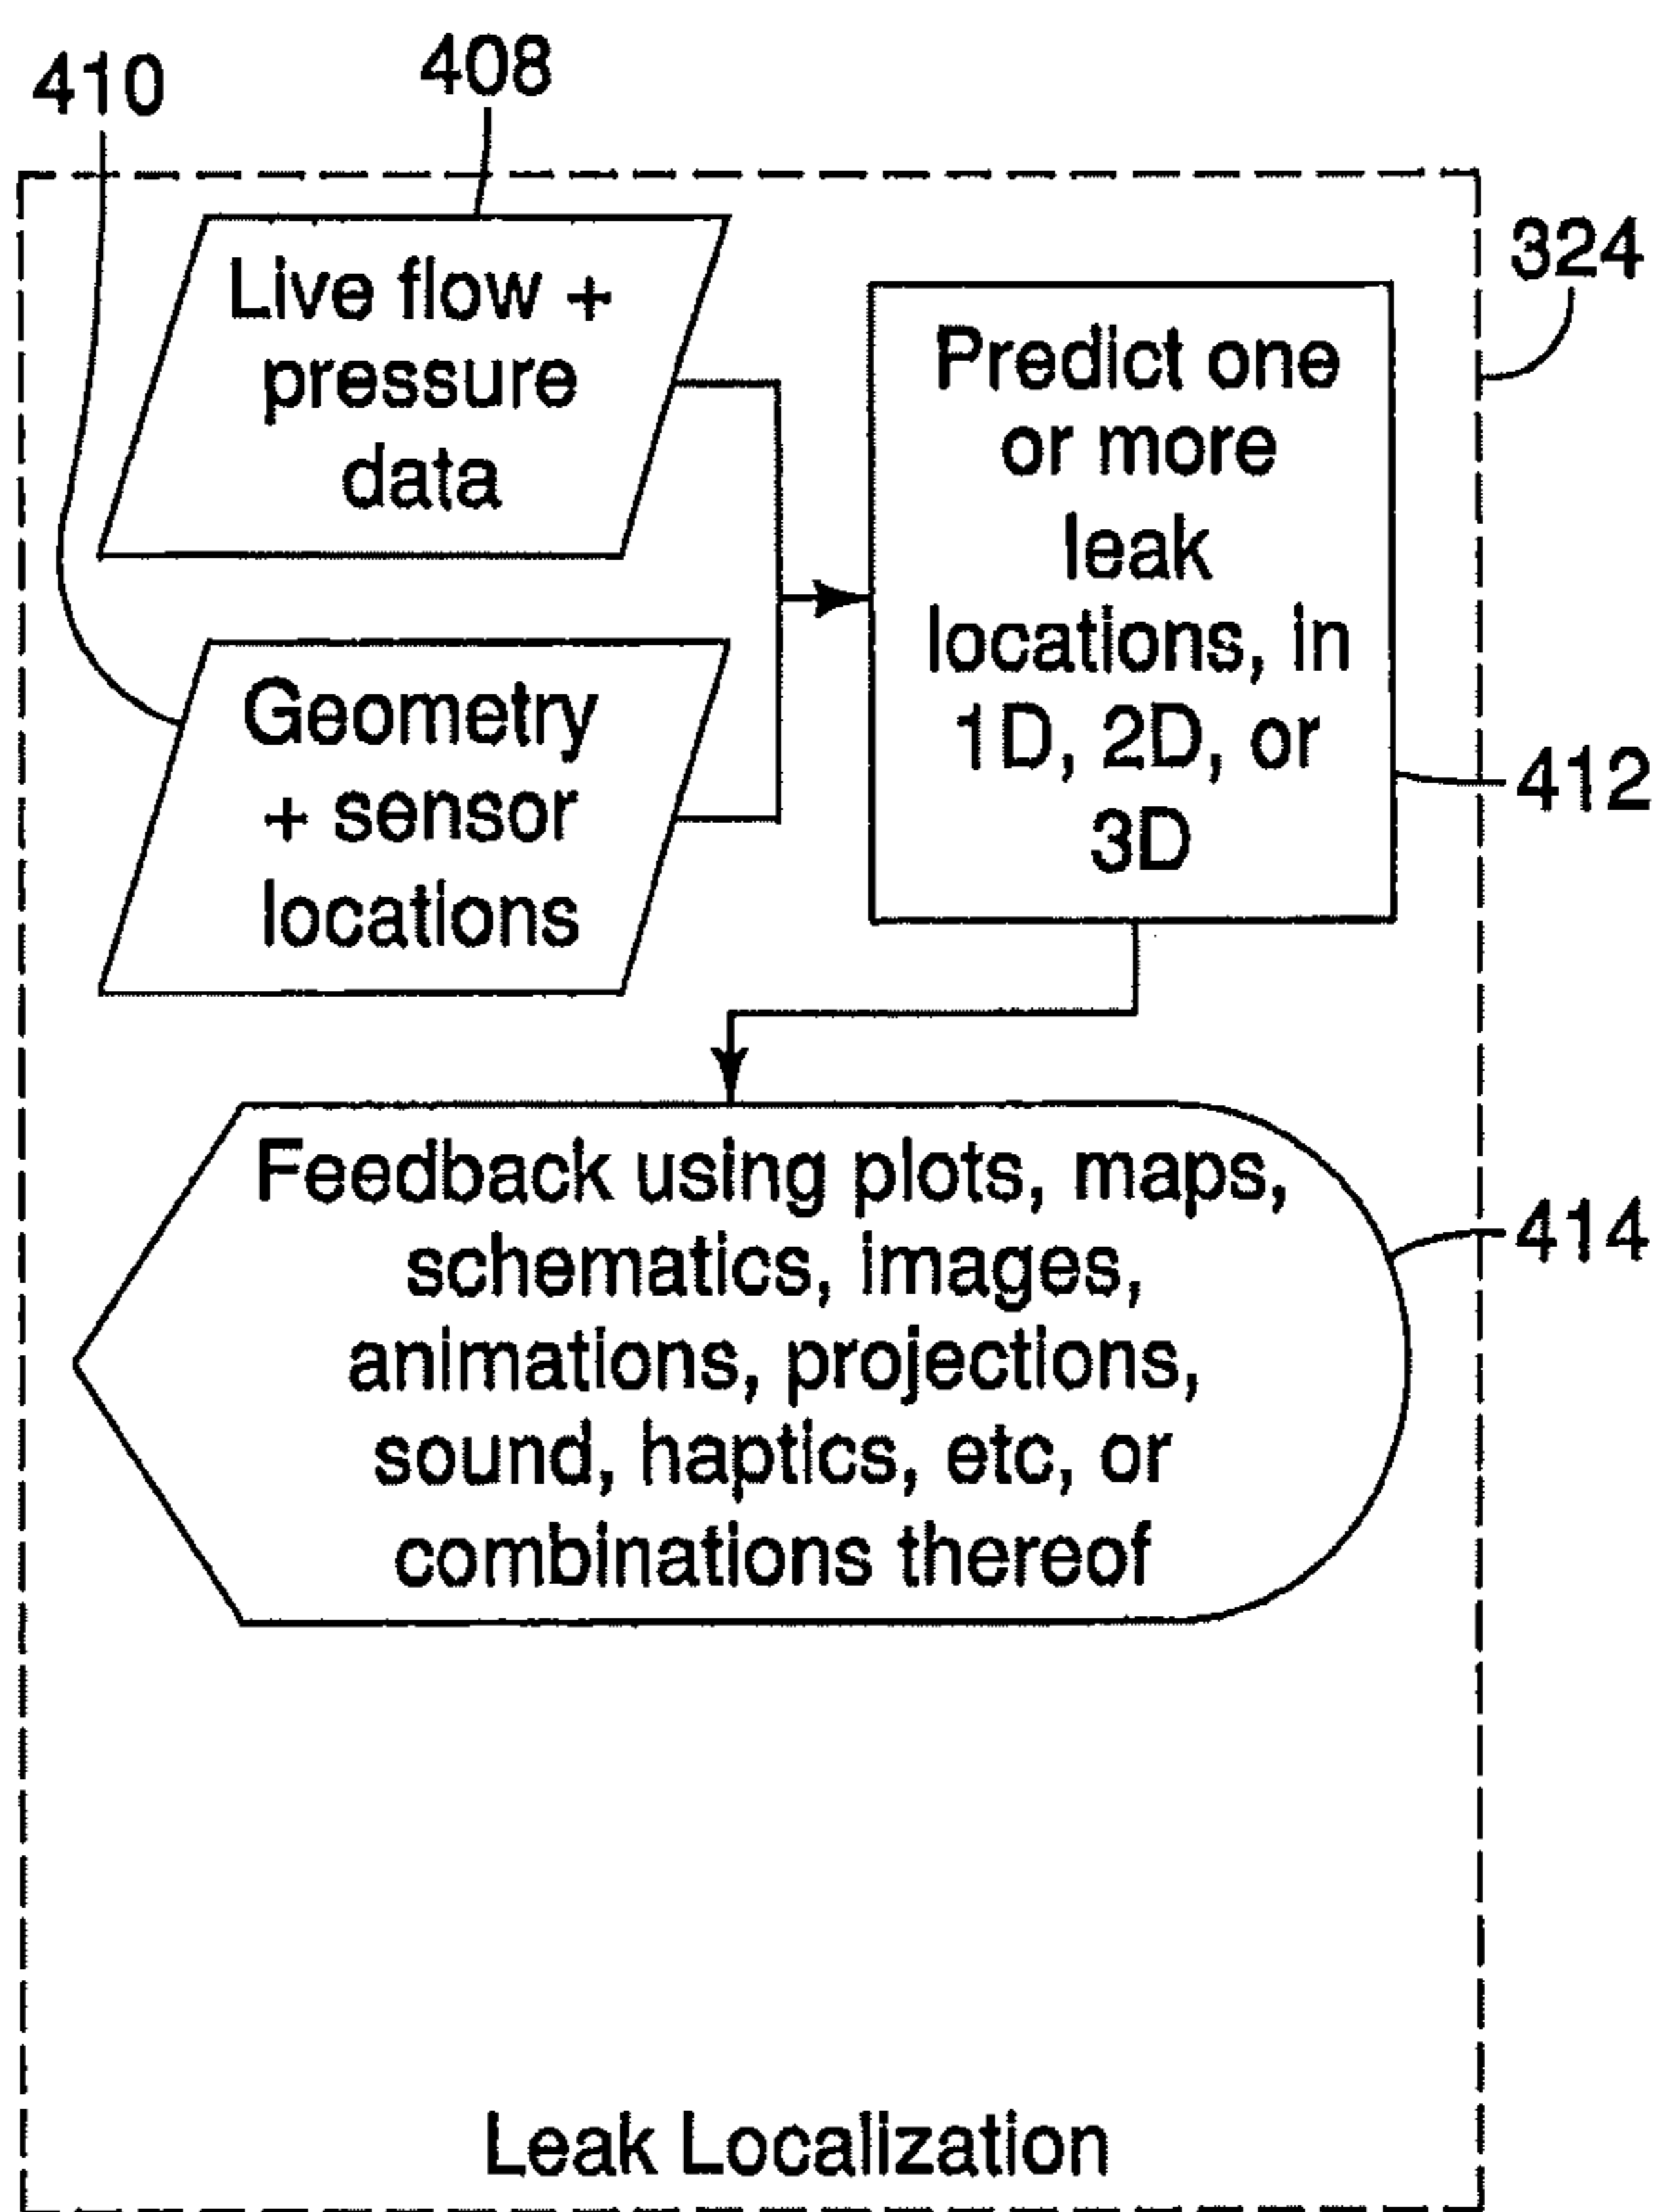 410
408
Live flow +
pressure
data
324
Predict one
or more
leak
locations, in
1D, 2D, or
3D
Geometry
+ sensor
locations
412
Feedback using plots, maps,
schematics, images,
animations, projections,
sound, haptics, etc, or
combinations thereof
414
Leak Localization